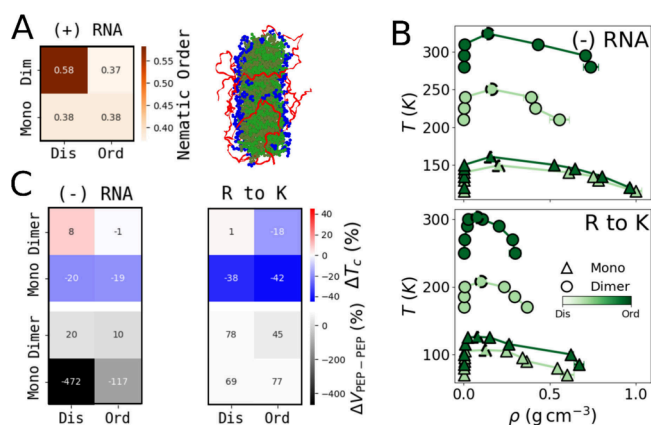 A
(+) RNA
Dim
Mono
0.58
0.37
0.38
0.38
Dis
Ord
0.55
0.50
0.45
0.40
Nematic Order
B
(-) RNA
T (K)
300
250
200
150
R to K
T (K)
300
200
100
Mono
Dimer
Dis
Ord
0.0
0.5
1.0
ρ (g cm⁻³)
C
(-) RNA
Mono Dimer
8
-1
-20
-19
Mono Dimer
20
10
-472
-117
Dis
Ord
R to K
1
-18
-38
-42
78
45
69
77
Dis
Ord
40
20
0
-20
-40
ΔTc (%)
0
-200
-400
ΔVPEP−PEP (%)